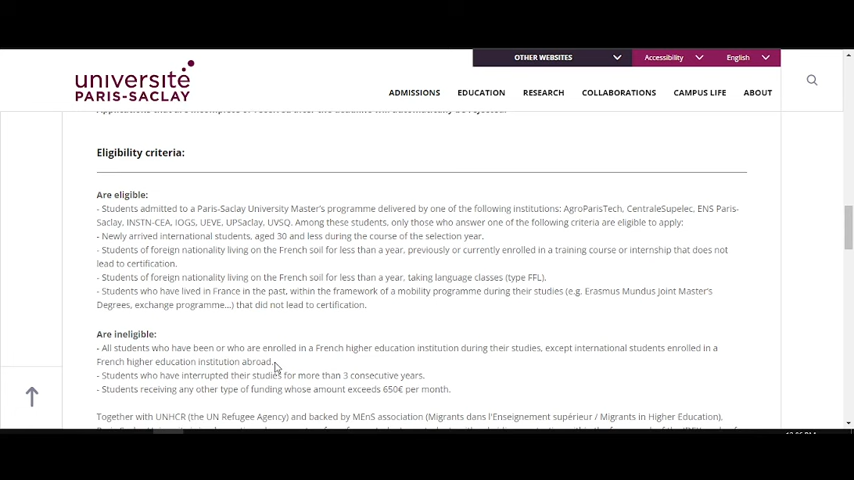 OTHER WEBSITES Accessibility English
université
PARIS-SACLAY
ADMISSIONS EDUCATION RESEARCH COLLABORATIONS CAMPUS LIFE ABOUT
Eligibility criteria:
Are eligible:
- Students admitted to a Paris-Saclay University Master's programme delivered by one of the following institutions: AgroParisTech, CentraleSupelec, ENS Paris-
Saclay, INSTN-CEA, IOGS, UEVE, UPSaclay, UVSQ. Among these students, only those who answer one of the following criteria are eligible to apply:
- Newly arrived international students, aged 30 and less during the course of the selection year.
- Students of foreign nationality living on the French soil for less than a year, previously or currently enrolled in a training course or internship that does not
lead to certification.
- Students of foreign nationality living on the French soil for less than a year, taking language classes (type FFL).
- Students who have lived in France in the past, within the framework of a mobility programme during their studies (e.g. Erasmus Mundus Joint Master's
Degrees, exchange programme...) that did not lead to certification.
Are ineligible:
- All students who have been or who are enrolled in a French higher education institution during their studies, except international students enrolled in a
French higher education institution abroad.
- Students who have interrupted their studies for more than 3 consecutive years.
- Students receiving any other type of funding whose amount exceeds 650€ per month.
Together with UNHCR (the UN Refugee Agency) and backed by MEnS association (Migrants dans l'Enseignement supérieur / Migrants in Higher Education),